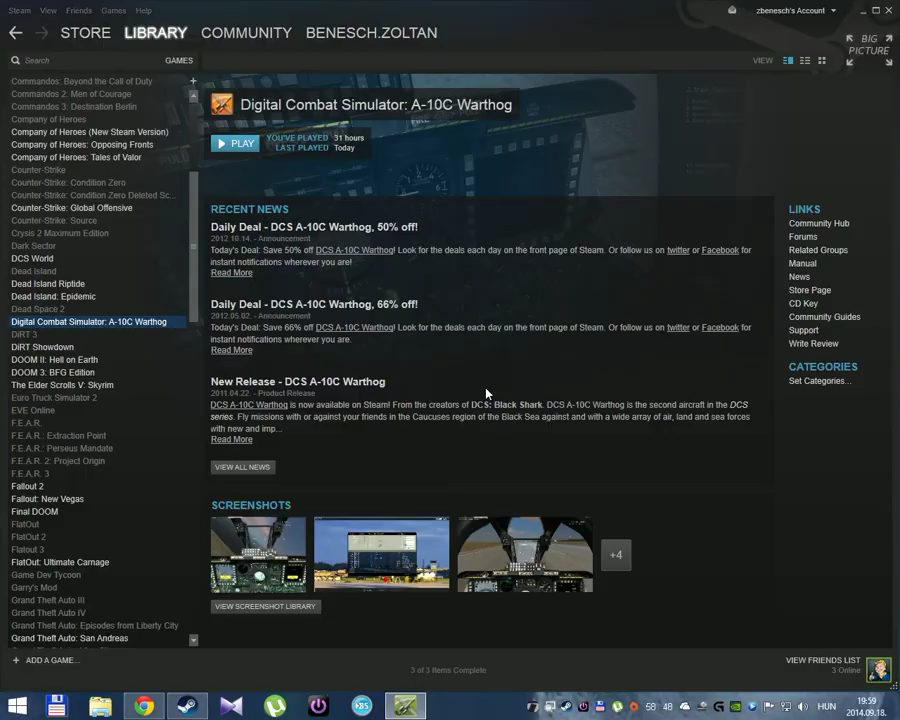 Steam View Friends Games Help
zbenesch's Account
STORE LIBRARY COMMUNITY BENESCH.ZOLTAN
BIG PICTURE
Search GAMES
VIEW
Commandos: Beyond the Call of Duty
Commandos 2: Men of Courage
Commandos 3: Destination Berlin
Company of Heroes
Company of Heroes (New Steam Version)
Company of Heroes: Opposing Fronts
Company of Heroes: Tales of Valor
Counter-Strike
Counter-Strike: Condition Zero
Counter-Strike: Condition Zero Deleted Sc...
Counter-Strike: Global Offensive
Counter-Strike: Source
Crysis 2 Maximum Edition
Dark Sector
DCS World
Dead Island
Dead Island Riptide
Dead Island: Epidemic
Dead Space 2
Digital Combat Simulator: A-10C Warthog
DiRT 3
DiRT Showdown
DOOM II: Hell on Earth
DOOM 3: BFG Edition
The Elder Scrolls V: Skyrim
Euro Truck Simulator 2
EVE Online
F.E.A.R.
F.E.A.R.: Extraction Point
F.E.A.R.: Perseus Mandate
F.E.A.R. 2: Project Origin
F.E.A.R. 3
Fallout 2
Fallout: New Vegas
Final DOOM
FlatOut
FlatOut 2
Flatout 3
FlatOut: Ultimate Carnage
Game Dev Tycoon
Garry's Mod
Grand Theft Auto III
Grand Theft Auto IV
Grand Theft Auto: Episodes from Liberty City
Grand Theft Auto: San Andreas
+ ADD A GAME...
Digital Combat Simulator: A-10C Warthog
PLAY
YOU'VE PLAYED 31 hours
LAST PLAYED Today
RECENT NEWS
Daily Deal - DCS A-10C Warthog, 50% off!
2012.10.14. - Announcement
Today's Deal: Save 50% off DCS A-10C Warthog! Look for the deals each day on the front page of Steam. Or follow us on twitter or Facebook for
instant notifications wherever you are!
Read More
Daily Deal - DCS A-10C Warthog, 66% off!
2012.05.02. - Announcement
Today's Deal: Save 66% off DCS A-10C Warthog! Look for the deals each day on the front page of Steam. Or follow us on twitter or Facebook for
instant notifications wherever you are.
Read More
New Release - DCS A-10C Warthog
2011.04.22. - Product Release
DCS A-10C Warthog is now available on Steam! From the creators of DCS: Black Shark. DCS A-10C Warthog is the second aircraft in the DCS
series. Fly missions with or against your friends in the Caucuses region of the Black Sea against and with a wide array of air, land and sea forces
with new and imp...
Read More
VIEW ALL NEWS
SCREENSHOTS
+4
VIEW SCREENSHOT LIBRARY
LINKS
Community Hub
Forums
Related Groups
Manual
News
Store Page
CD Key
Community Guides
Support
Write Review
CATEGORIES
Set Categories...
3 of 3 Items Complete
VIEW FRIENDS LIST
3 Online
58 48
HUN
19:59
2014.09.18.